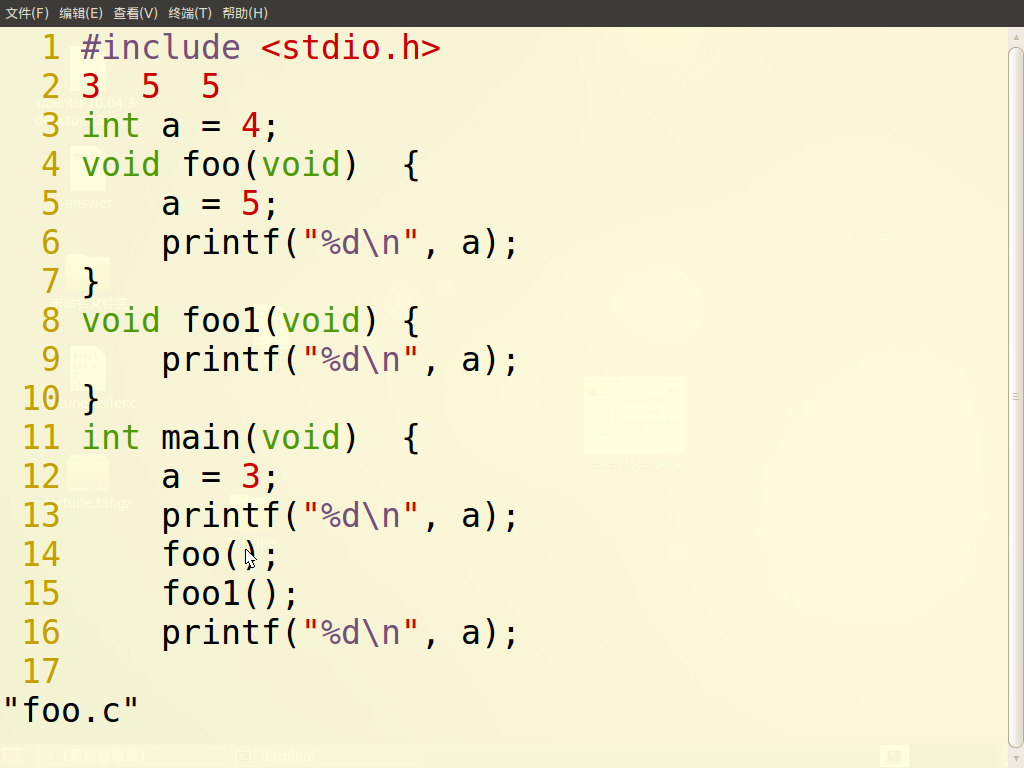 文件(F) 编辑(E) 查看(V) 终端(T) 帮助(H)
1 #include <stdio.h>
2 3  5  5
3 int a = 4;
4 void foo(void)  {
5     a = 5;
6     printf("%d\n", a);
7 }
8 void foo1(void) {
9     printf("%d\n", a);
10 }
11 int main(void)  {
12     a = 3;
13     printf("%d\n", a);
14     foo();
15     foo1();
16     printf("%d\n", a);
17
"foo.c"
answer
Terminal